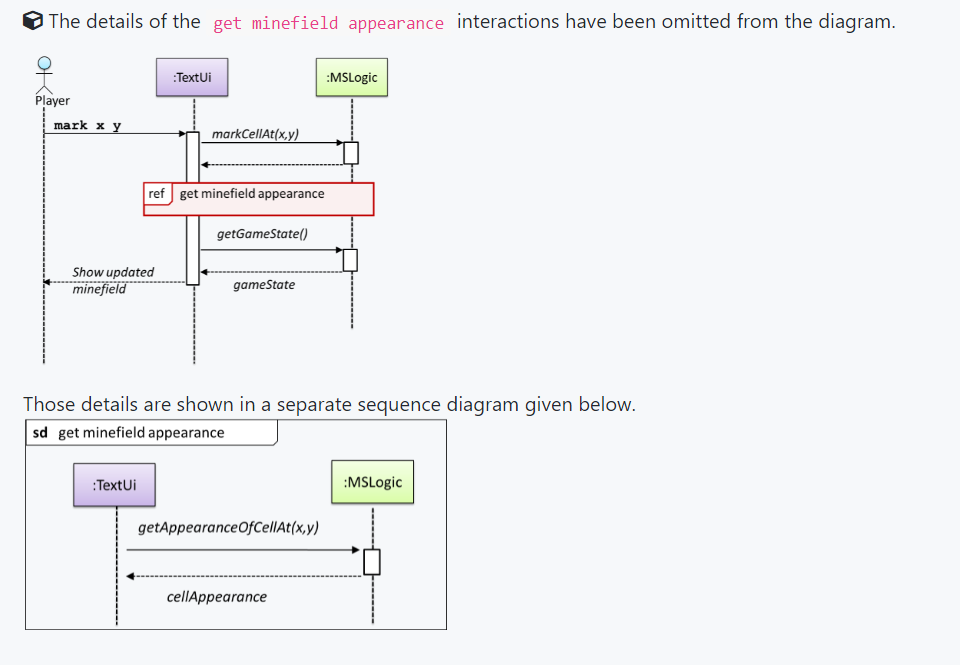 The details of the get minefield appearance interactions have been omitted from the diagram.
Player
:TextUi
:MSLogic
mark x y
markCellAt(x,y)
ref get minefield appearance
getGameState()
gameState
Show updated
minefield
Those details are shown in a separate sequence diagram given below.
sd get minefield appearance
:TextUi
:MSLogic
getAppearanceOfCellAt(x,y)
cellAppearance